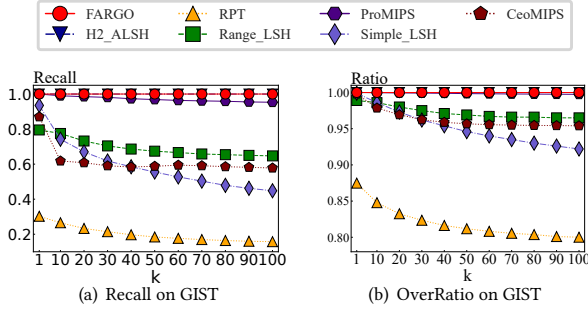 FARGO RPT ProMIPS CeoMIPS
H2_ALSH Range_LSH Simple_LSH
Recall
1.0
0.8
0.6
0.4
0.2
1 10 20 30 40 50 60 70 80 90 100
k
(a) Recall on GIST
Ratio
1.00
0.95
0.90
0.85
0.80
1 10 20 30 40 50 60 70 80 90 100
k
(b) OverRatio on GIST